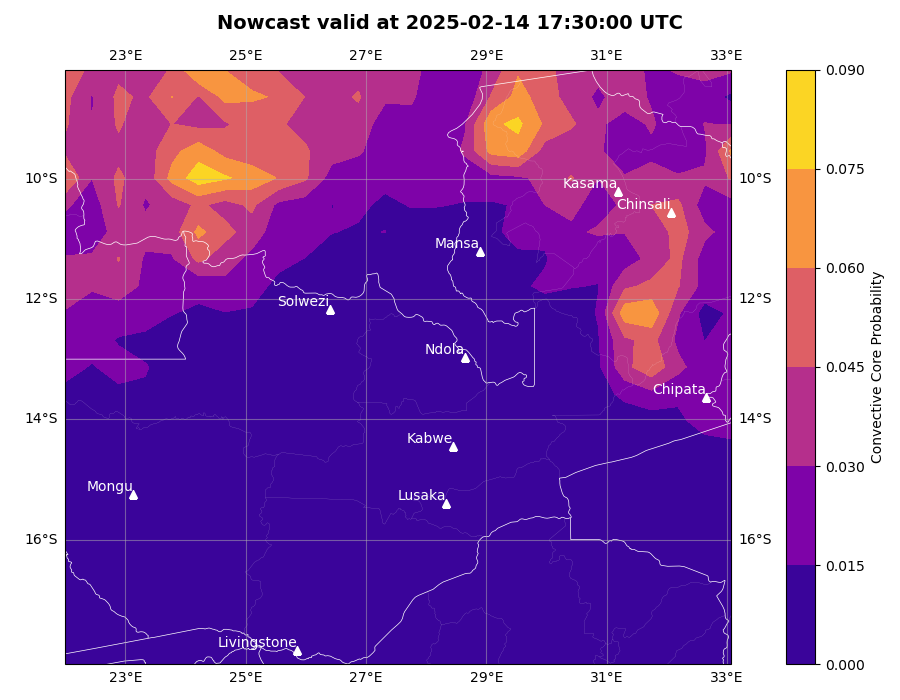 Nowcast valid at 2025-02-14 17:30:00 UTC
23°E 25°E 27°E 29°E 31°E 33°E
0.090
0.075
10°S 10°S
Kasama
Chinsali
Mansa
0.060
12°S 12°S
Solwezi
Ndola
0.045
Chipata
14°S 14°S
Kabwe
0.030
Mongu
Lusaka
16°S 16°S
0.015
Livingstone
0.000
23°E 25°E 27°E 29°E 31°E 33°E
Convective Core Probability